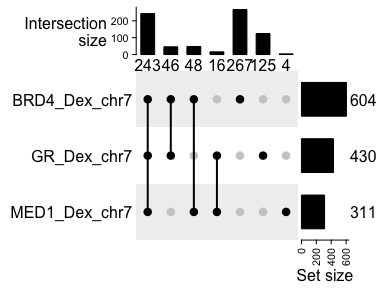 Intersection
size
200
100
0
243 46 48 16 267 125 4
BRD4_Dex_chr7
604
GR_Dex_chr7
430
MED1_Dex_chr7
311
0 200 400 600
Set size